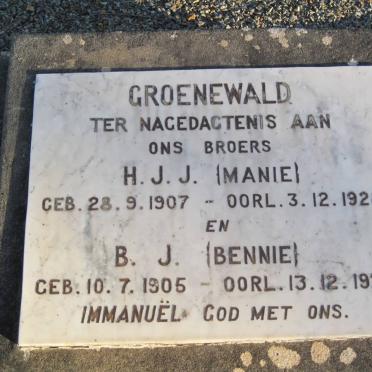 GROENEWALD
TER NAGEDACTENIS AAN
ONS BROERS
H.J.J. (MANIE)
GEB. 28.9.1907 - OORL. 3.12.192
EN
B. J. (BENNIE)
GEB. 10.7.1905 - OORL. 13.12.19
IMMANUËL GOD MET ONS.